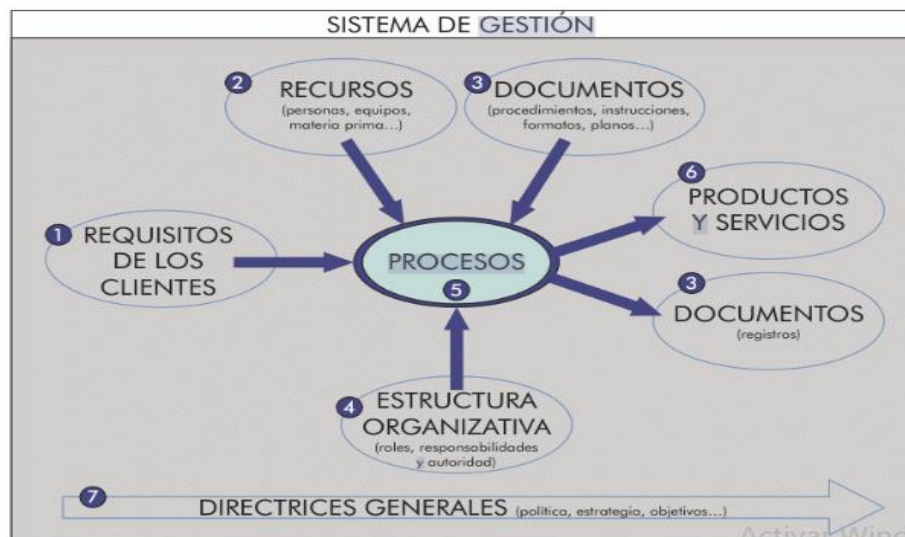 SISTEMA DE GESTIÓN
2
RECURSOS
(personas, equipos,
materia prima...)
3
DOCUMENTOS
(procedimientos, instrucciones,
formatos, planos...)
1
REQUISITOS
DE LOS
CLIENTES
PROCESOS
5
6
PRODUCTOS
Y SERVICIOS
3
DOCUMENTOS
(registros)
4
ESTRUCTURA
ORGANIZATIVA
(roles, responsabilidades
y autoridad)
7
DIRECTRICES GENERALES (política, estrategia, objetivos...)
Activar Wind